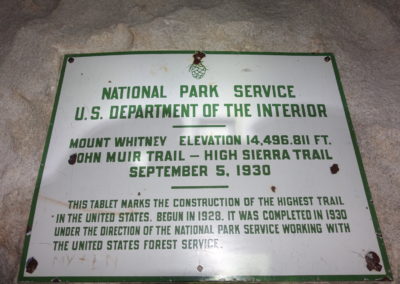 NATIONAL PARK SERVICE
U.S. DEPARTMENT OF THE INTERIOR
MOUNT WHITNEY ELEVATION 14,496.811 FT.
JOHN MUIR TRAIL — HIGH SIERRA TRAIL
SEPTEMBER 5, 1930
THIS TABLET MARKS THE CONSTRUCTION OF THE HIGHEST TRAIL
IN THE UNITED STATES. BEGUN IN 1928, IT WAS COMPLETED IN 1930
UNDER THE DIRECTION OF THE NATIONAL PARK SERVICE WORKING WITH
THE UNITED STATES FOREST SERVICE.